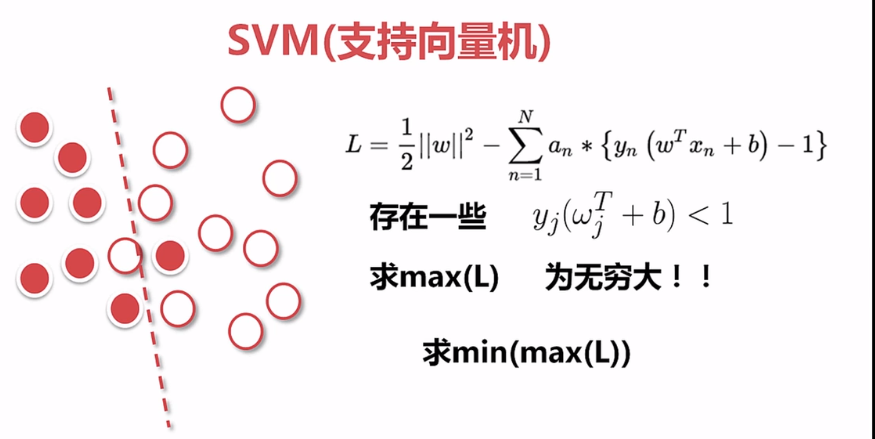 SVM(支持向量机)
L = \frac{1}{2}||w||^2 - \sum_{n=1}^{N} a_n * \{y_n (w^T x_n + b) - 1\}
存在一些 y_j(\omega_j^T + b) < 1
求max(L) 为无穷大！！
求min(max(L))